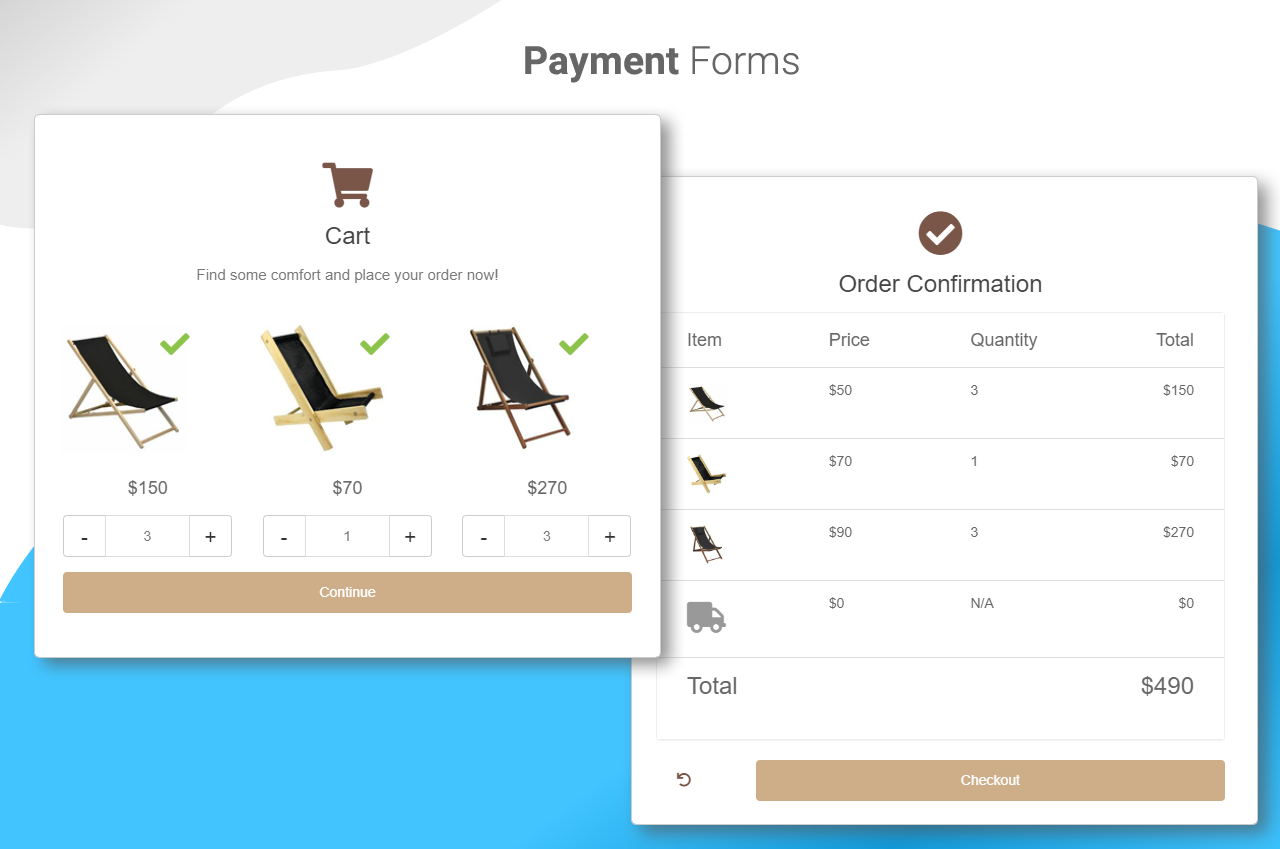 Payment Forms
Cart
Find some comfort and place your order now!
$150 $70 $270
- 3 + - 1 + - 3 +
Continue
Order Confirmation
Item Price Quantity Total
$50 3 $150
$70 1 $70
$90 3 $270
$0 N/A $0
Total $490
Checkout